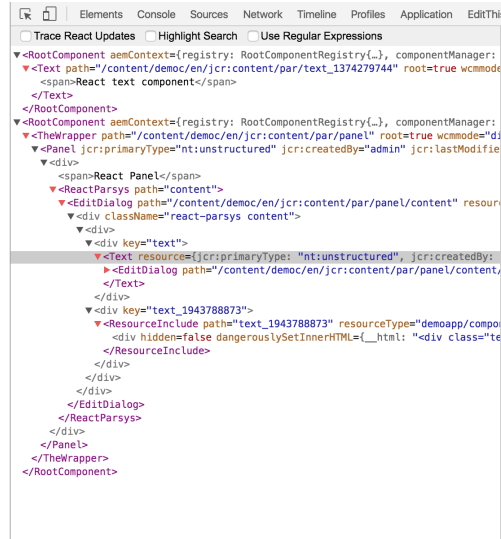 Elements Console Sources Network Timeline Profiles Application EditThi
Trace React Updates Highlight Search Use Regular Expressions
▼<RootComponent aemContext={registry: RootComponentRegistry{…}, componentManager:
▼<Text path="/content/demo/en/jcr:content/par/text_1374279744" root=true wcmmode
<span>React text component</span>
</Text>
</RootComponent>
▼<RootComponent aemContext={registry: RootComponentRegistry{…}, componentManager:
▼<TheWrapper path="/content/democ/en/jcr:content/par/panel" root=true wcmmode="di
▼<Panel jcr:primaryType="nt:unstructured" jcr:createdBy="admin" jcr:lastModifie
▼<div>
<span>React Panel</span>
▼<ReactParsys path="content">
▼<EditDialog path="/content/democ/en/jcr:content/par/panel/content" resour
▼<div className="react-parsys content">
▼<div>
▼<div key="text">
▼<Text resource={jcr:primaryType: "nt:unstructured", jcr:createdBy:
▶<EditDialog path="/content/democ/en/jcr:content/par/panel/content/
</Text>
</div>
▼<div key="text_1943788873">
▼<ResourceInclude path="text_1943788873" resourceType="demoapp/compo
<div hidden=false dangerouslySetInnerHTML={__html: "<div class="te
</ResourceInclude>
</div>
</div>
</div>
</EditDialog>
</ReactParsys>
</div>
</Panel>
</TheWrapper>
</RootComponent>